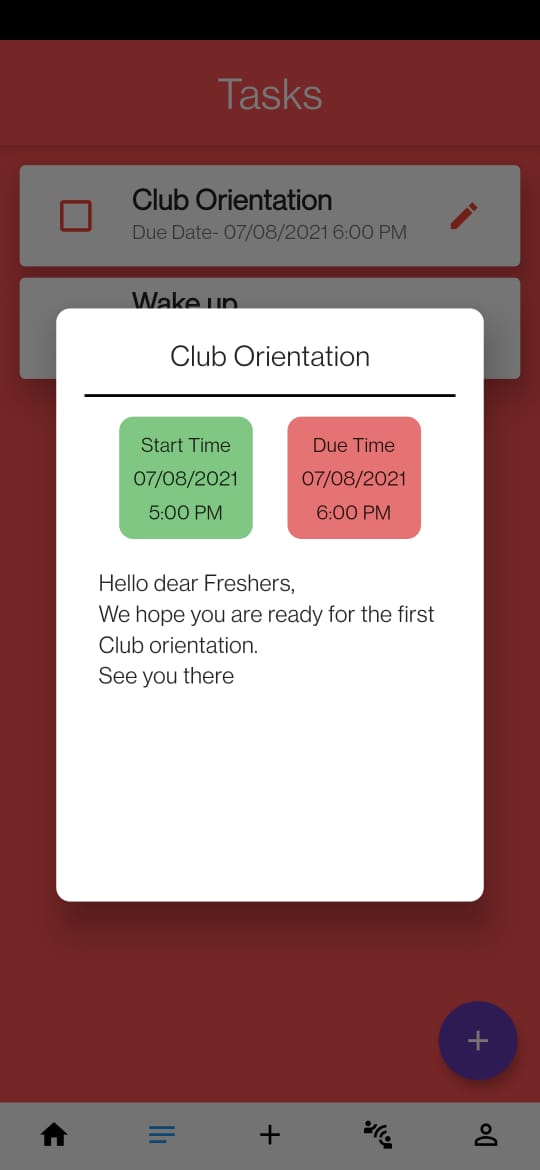 Tasks
Club Orientation
Due Date- 07/08/2021 6:00 PM
Wake up
Club Orientation
Start Time
07/08/2021
5:00 PM
Due Time
07/08/2021
6:00 PM
Hello dear Freshers,
We hope you are ready for the first
Club orientation.
See you there